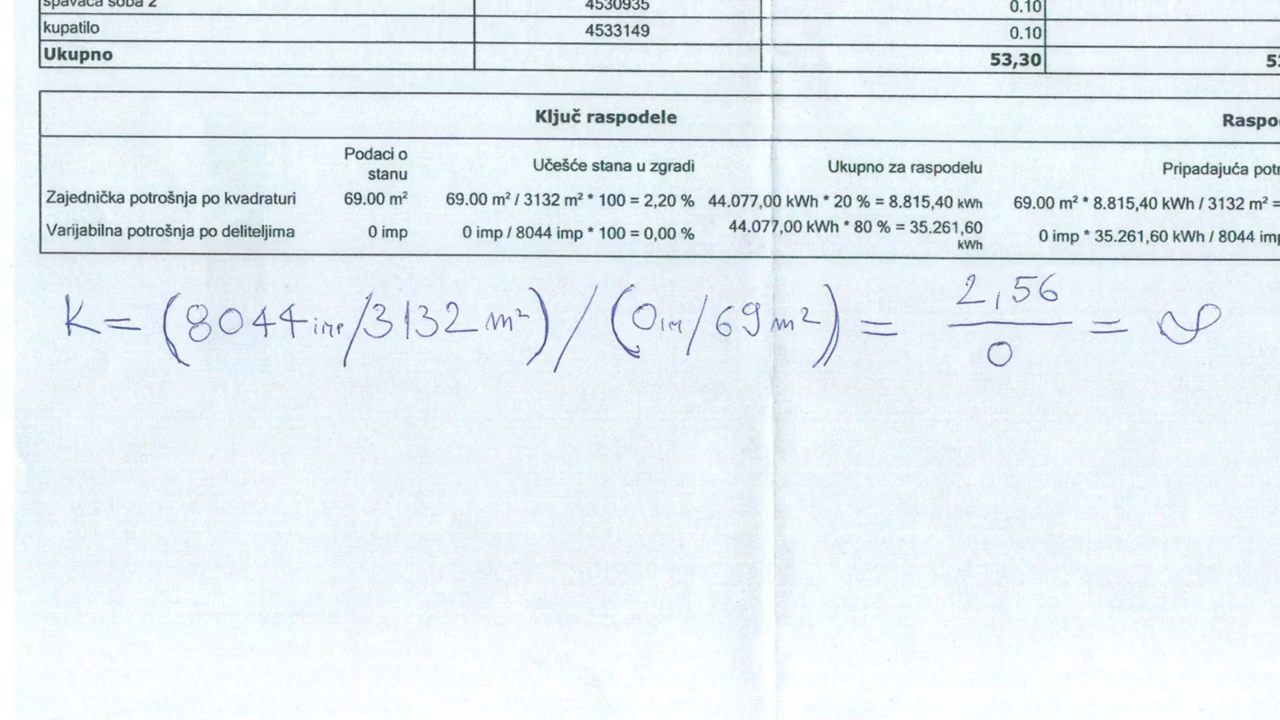 spavaća soba 2 4530935 0.10
kupatilo 4533149 0.10
Ukupno 53,30
Ključ raspodele
Podaci o stanu Učešće stana u zgradi Ukupno za raspodelu
Zajednička potrošnja po kvadraturi 69.00 m² 69.00 m² / 3132 m² * 100 = 2,20 % 44.077,00 kWh * 20 % = 8.815,40 kWh 69.00 m² * 8.815,40 kWh / 3132 m² =
Varijabilna potrošnja po deliteljima 0 imp 0 imp / 8044 imp * 100 = 0,00 % 44.077,00 kWh * 80 % = 35.261,60 kWh 0 imp * 35.261,60 kWh / 8044
K = (8044 imp/3132 m²) / (0 im/69 m²) = 2,56 / 0 = ∞